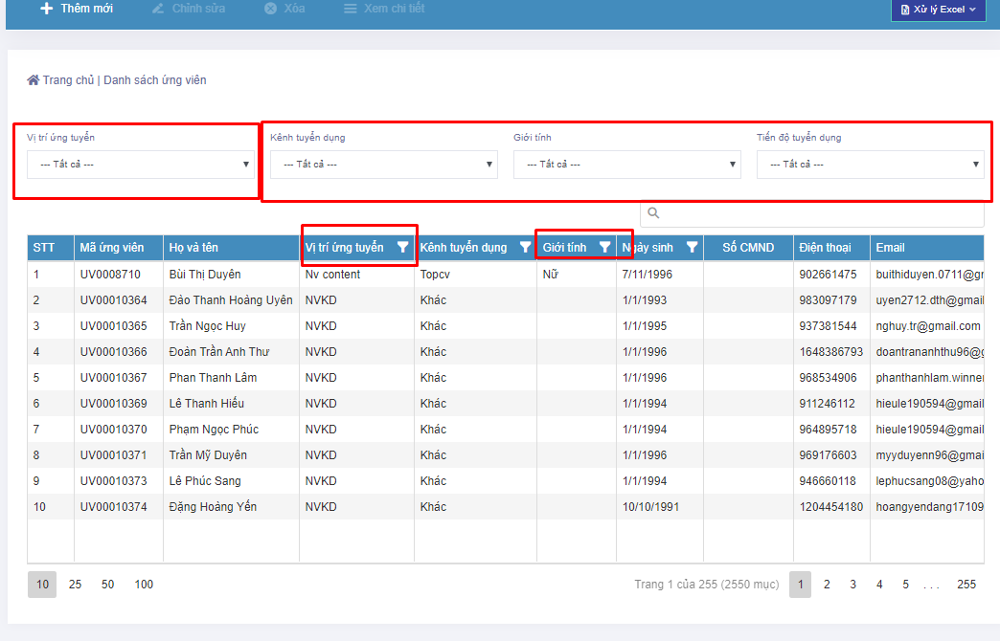 Thêm mới Chỉnh sửa Xóa Xem chi tiết Xử lý Excel
Trang chủ | Danh sách ứng viên
Vị trí ứng tuyển Kênh tuyển dụng Giới tính Tiến độ tuyển dụng
--- Tất cả --- --- Tất cả --- --- Tất cả --- --- Tất cả ---
STT Mã ứng viên Họ và tên Vị trí ứng tuyển Kênh tuyển dụng Giới tính Ngày sinh Số CMND Điện thoại Email
1 UV0008710 Bùi Thị Duyên Nv content Topcv Nữ 7/11/1996 902661475 buithiduyen.0711@gr
2 UV00010364 Đào Thanh Hoàng Uyên NVKD Khác 1/1/1993 983097179 uyen2712.dth@gmail
3 UV00010365 Trần Ngọc Huy NVKD Khác 1/1/1995 937381544 nghuy.tr@gmail.com
4 UV00010366 Đoàn Trần Anh Thư NVKD Khác 1/1/1996 1648386793 doantrananhthu96@g
5 UV00010367 Phan Thanh Lâm NVKD Khác 1/1/1996 968534906 phanthanhlam.winner
6 UV00010369 Lê Thanh Hiếu NVKD Khác 1/1/1994 911246112 hieule190594@gmail
7 UV00010370 Phạm Ngọc Phúc NVKD Khác 1/1/1994 964895718 hieule190594@gmail
8 UV00010371 Trần Mỹ Duyên NVKD Khác 1/1/1996 969176603 myyduyenn96@gmai
9 UV00010373 Lê Phúc Sang NVKD Khác 1/1/1994 946660118 lephucsang08@yaho
10 UV00010374 Đặng Hoàng Yến NVKD Khác 10/10/1991 1204454180 hoangyendang17109
10 25 50 100 Trang 1 của 255 (2550 mục) 1 2 3 4 5 ... 255